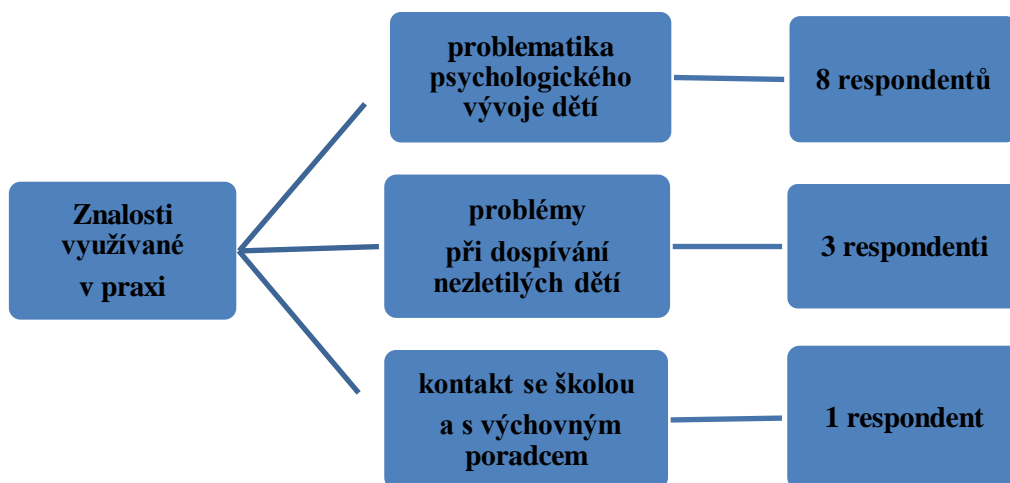 problematika
psychologického
vývoje dětí
8 respondentů
Znalosti
využívané
v praxi
problémy
při dospívání
nezletilých dětí
3 respondenti
kontakt se školou
a s výchovným
poradcem
1 respondent